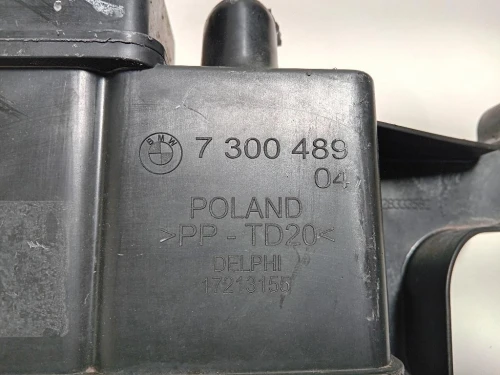 BMW
7 300 489
04
POLAND
>PP - TD20<
DELPHI
17213155